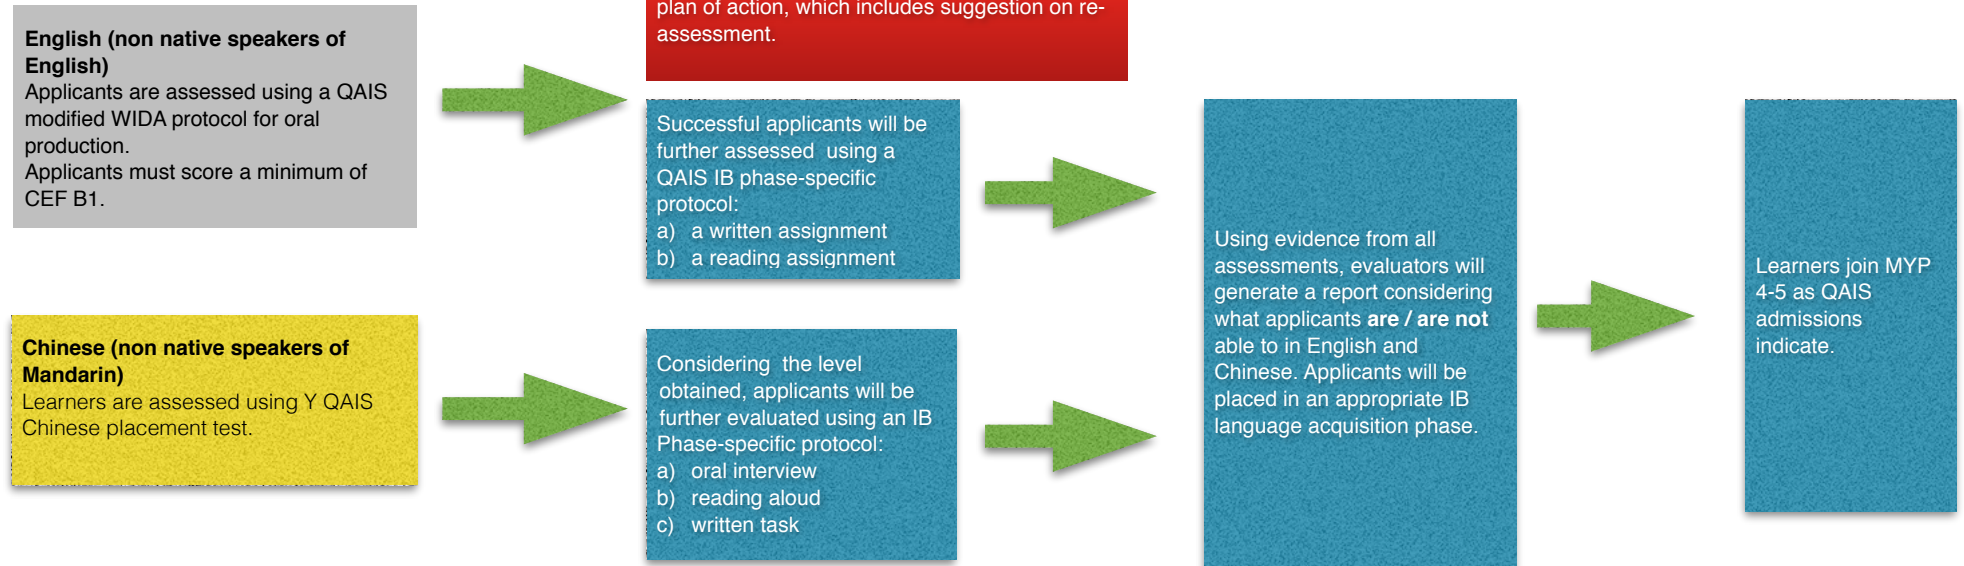 English (non native speakers of
English)
Applicants are assessed using a QAIS
modified WIDA protocol for oral
production.
Applicants must score a minimum of
CEF B1.
plan of action, which includes suggestion on re-
assessment.
Successful applicants will be
further assessed using a
QAIS IB phase-specific
protocol:
a) a written assignment
b) a reading assignment
Chinese (non native speakers of
Mandarin)
Learners are assessed using Y QAIS
Chinese placement test.
Considering the level
obtained, applicants will be
further evaluated using an IB
Phase-specific protocol:
a) oral interview
b) reading aloud
c) written task
Using evidence from all
assessments, evaluators will
generate a report considering
what applicants are / are not
able to in English and
Chinese. Applicants will be
placed in an appropriate IB
language acquisition phase.
Learners join MYP
4-5 as QAIS
admissions
indicate.